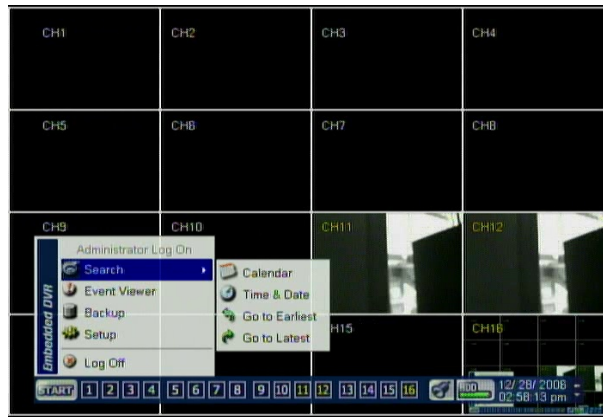 CH1 CH2 CH3 CH4
CH5 CH6 CH7 CH8
CH9 CH10 CH11 CH12
Administrator Log On
Search
Event Viewer
Backup
Setup
Log Off
Embedded DVR
Calendar
Time & Date
Go to Earliest
Go to Latest
H15 CH16
START 1 2 3 4 5 6 7 8 9 10 11 12 13 14 15 16 HDD 12/28/2008
02:58:13 pm